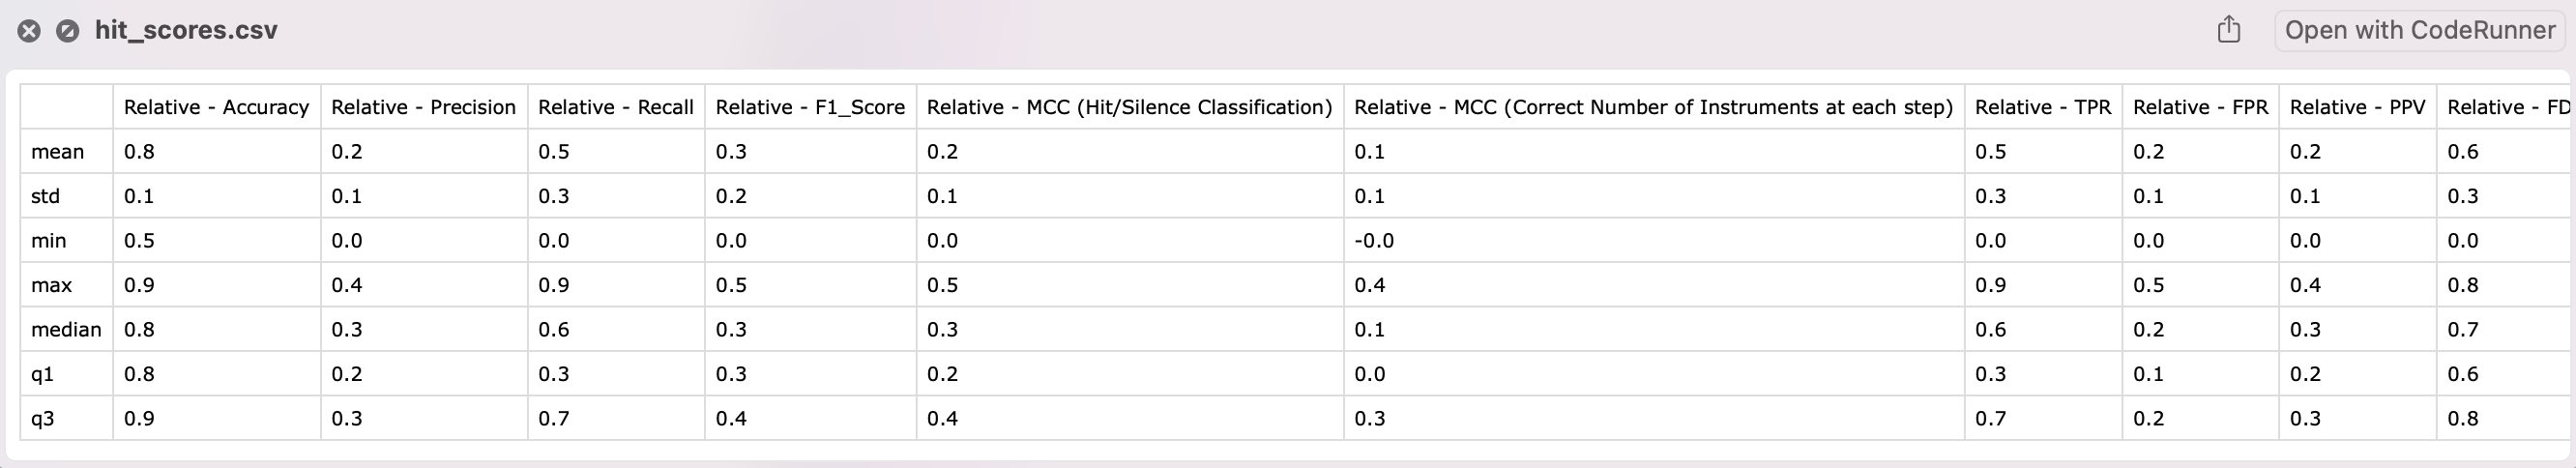 hit_scores.csv Open with CodeRunner
Relative - Accuracy Relative - Precision Relative - Recall Relative - F1_Score Relative - MCC (Hit/Silence Classification) Relative - MCC (Correct Number of Instruments at each step) Relative - TPR Relative - FPR Relative - PPV Relative - FD
mean 0.8 0.2 0.5 0.3 0.2 0.1 0.5 0.2 0.2 0.6
std 0.1 0.1 0.3 0.2 0.1 0.1 0.3 0.1 0.1 0.3
min 0.5 0.0 0.0 0.0 0.0 -0.0 0.0 0.0 0.0 0.0
max 0.9 0.4 0.9 0.5 0.5 0.4 0.9 0.5 0.4 0.8
median 0.8 0.3 0.6 0.3 0.3 0.1 0.6 0.2 0.3 0.7
q1 0.8 0.2 0.3 0.3 0.2 0.0 0.3 0.1 0.2 0.6
q3 0.9 0.3 0.7 0.4 0.4 0.3 0.7 0.2 0.3 0.8